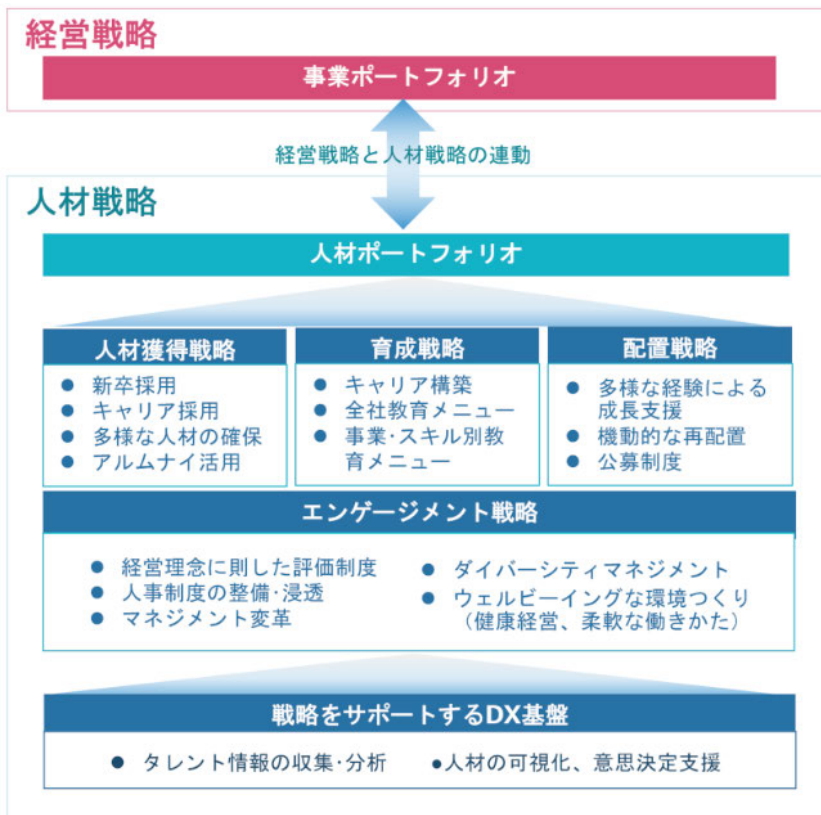 経営戦略
事業ポートフォリオ
経営戦略と人材戦略の連動
人材戦略
人材ポートフォリオ
人材獲得戦略
● 新卒採用
● キャリア採用
● 多様な人材の確保
● アルムナイ活用
育成戦略
● キャリア構築
● 全社教育メニュー
● 事業・スキル別教
育メニュー
配置戦略
● 多様な経験による
成長支援
● 機動的な再配置
● 公募制度
エンゲージメント戦略
● 経営理念に則した評価制度
● 人事制度の整備・浸透
● マネジメント変革
● ダイバーシティマネジメント
● ウェルビーイングな環境つくり
（健康経営、柔軟な働きかた）
戦略をサポートするDX基盤
● タレント情報の収集・分析
●人材の可視化、意思決定支援